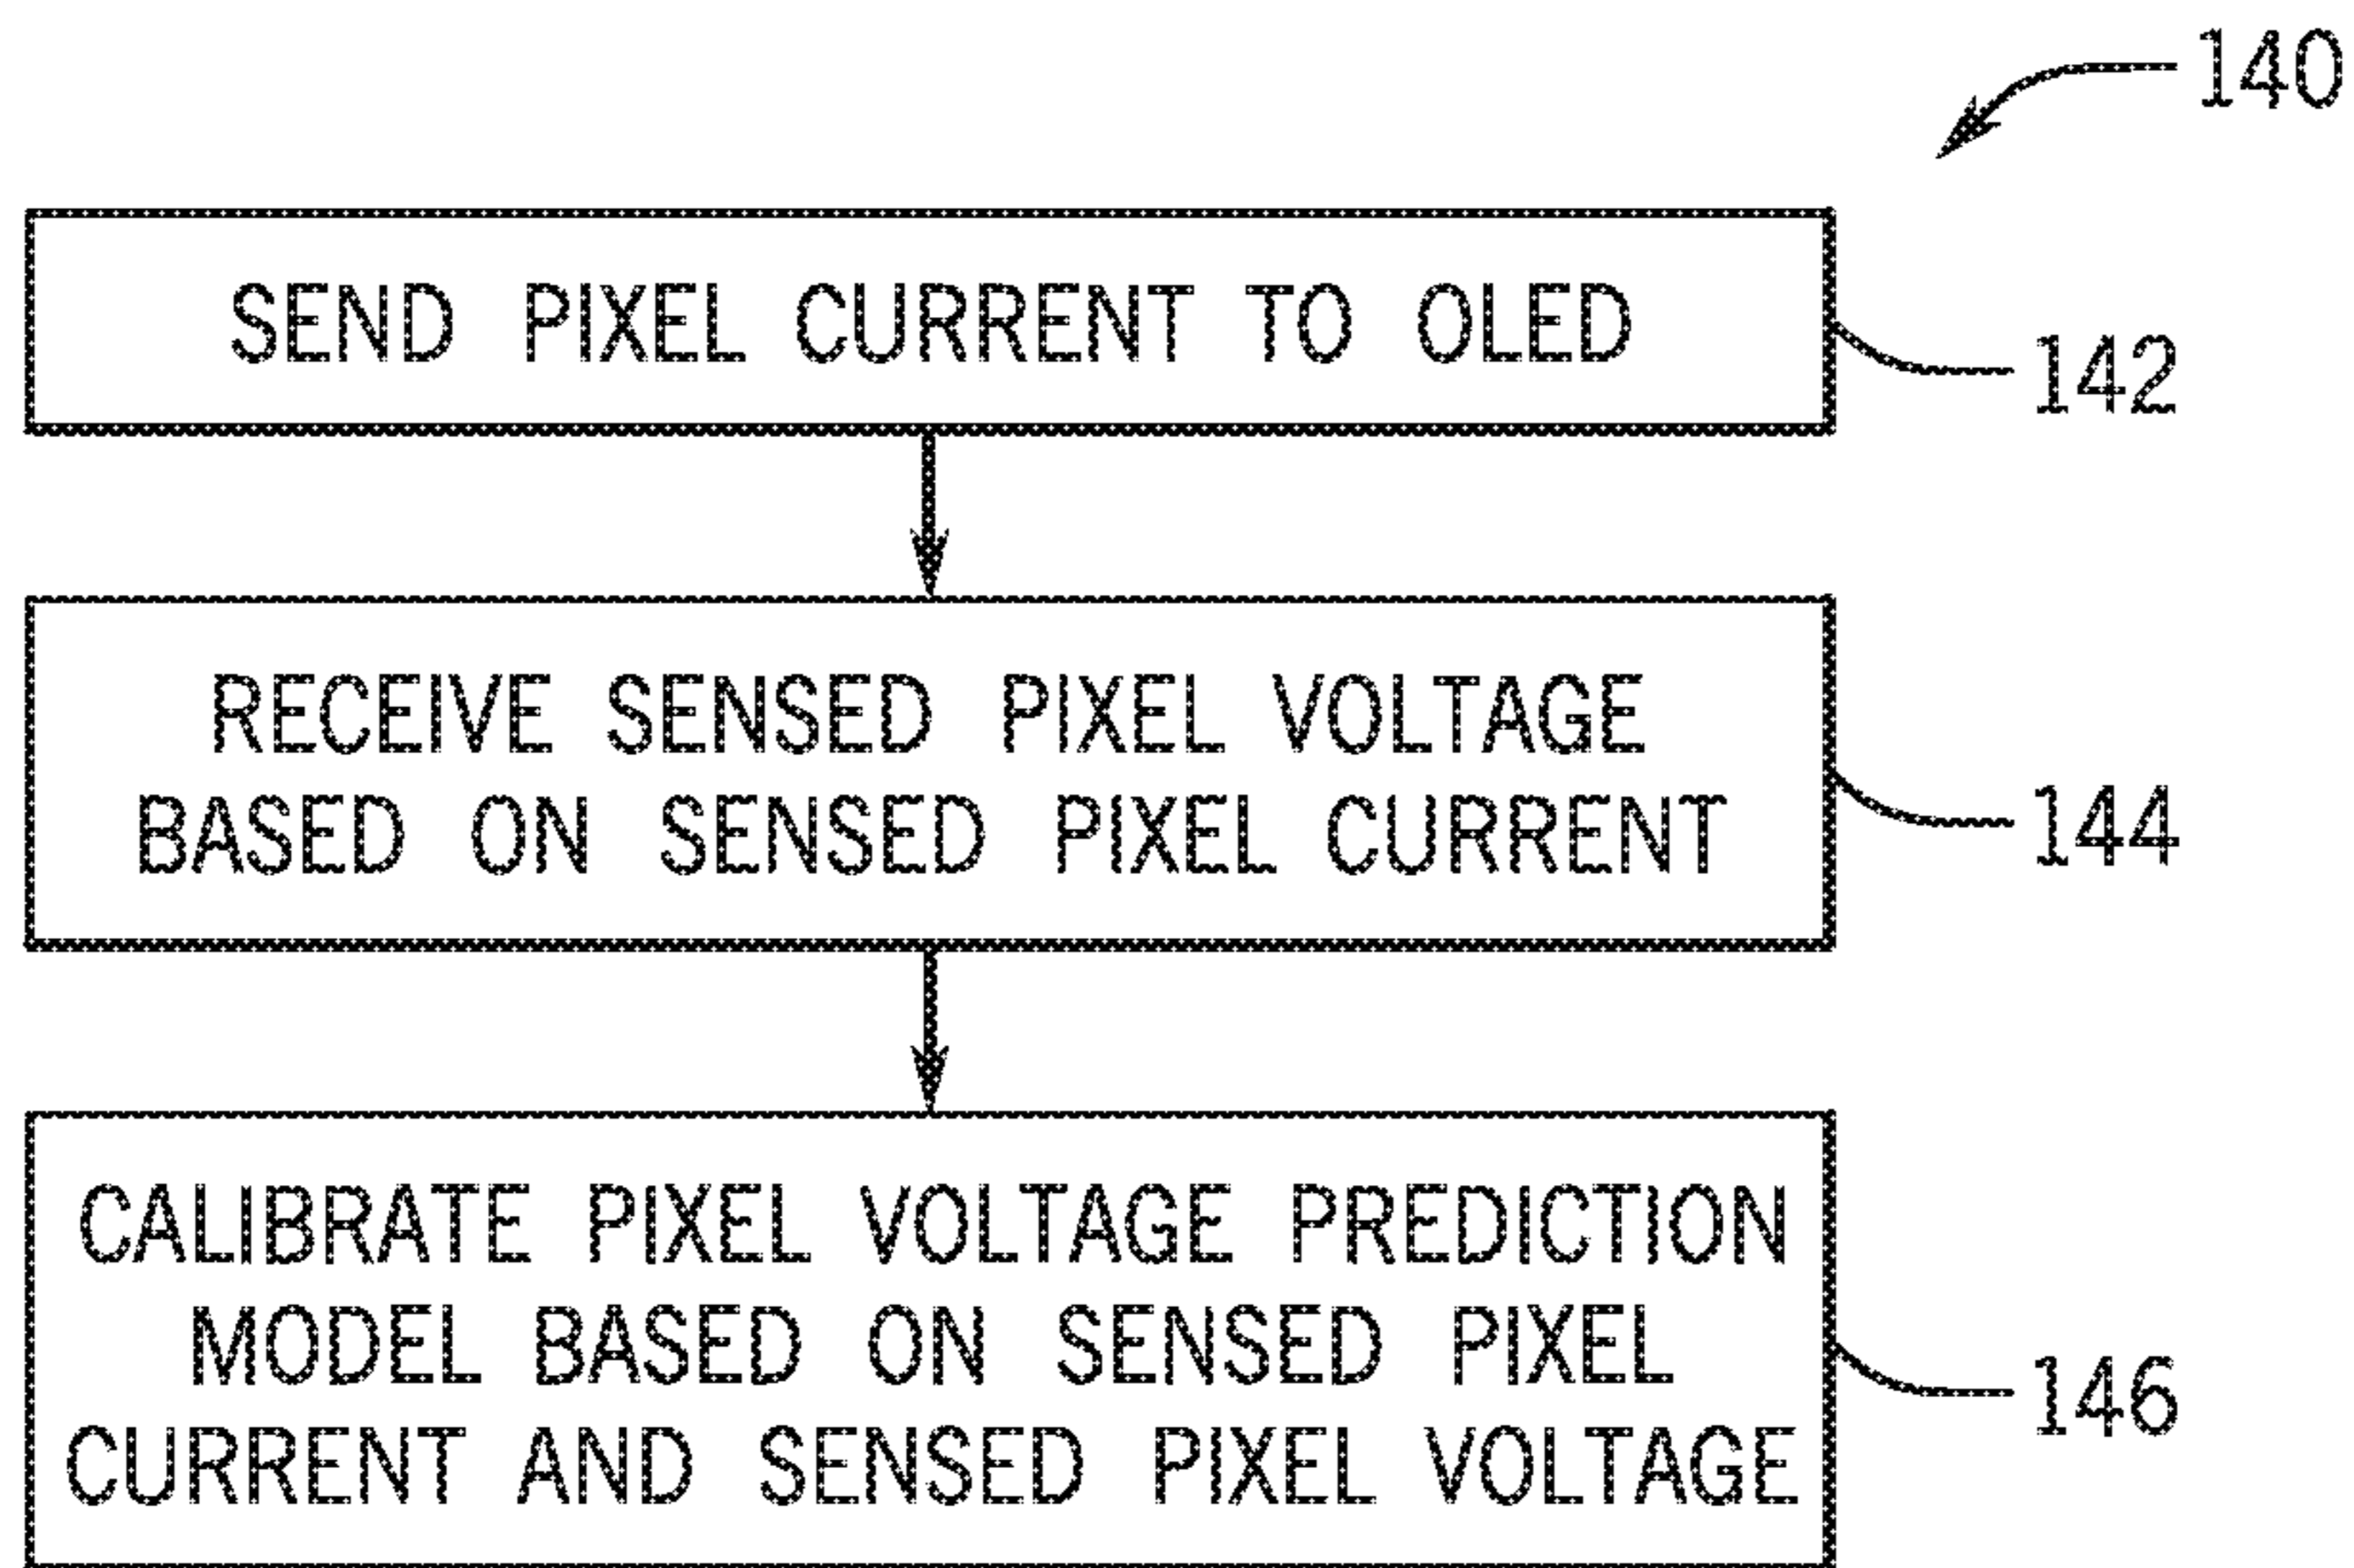 140
SEND PIXEL CURRENT TO OLED
142
RECEIVE SENSED PIXEL VOLTAGE
BASED ON SENSED PIXEL CURRENT
144
CALIBRATE PIXEL VOLTAGE PREDICTION
MODEL BASED ON SENSED PIXEL
CURRENT AND SENSED PIXEL VOLTAGE
146